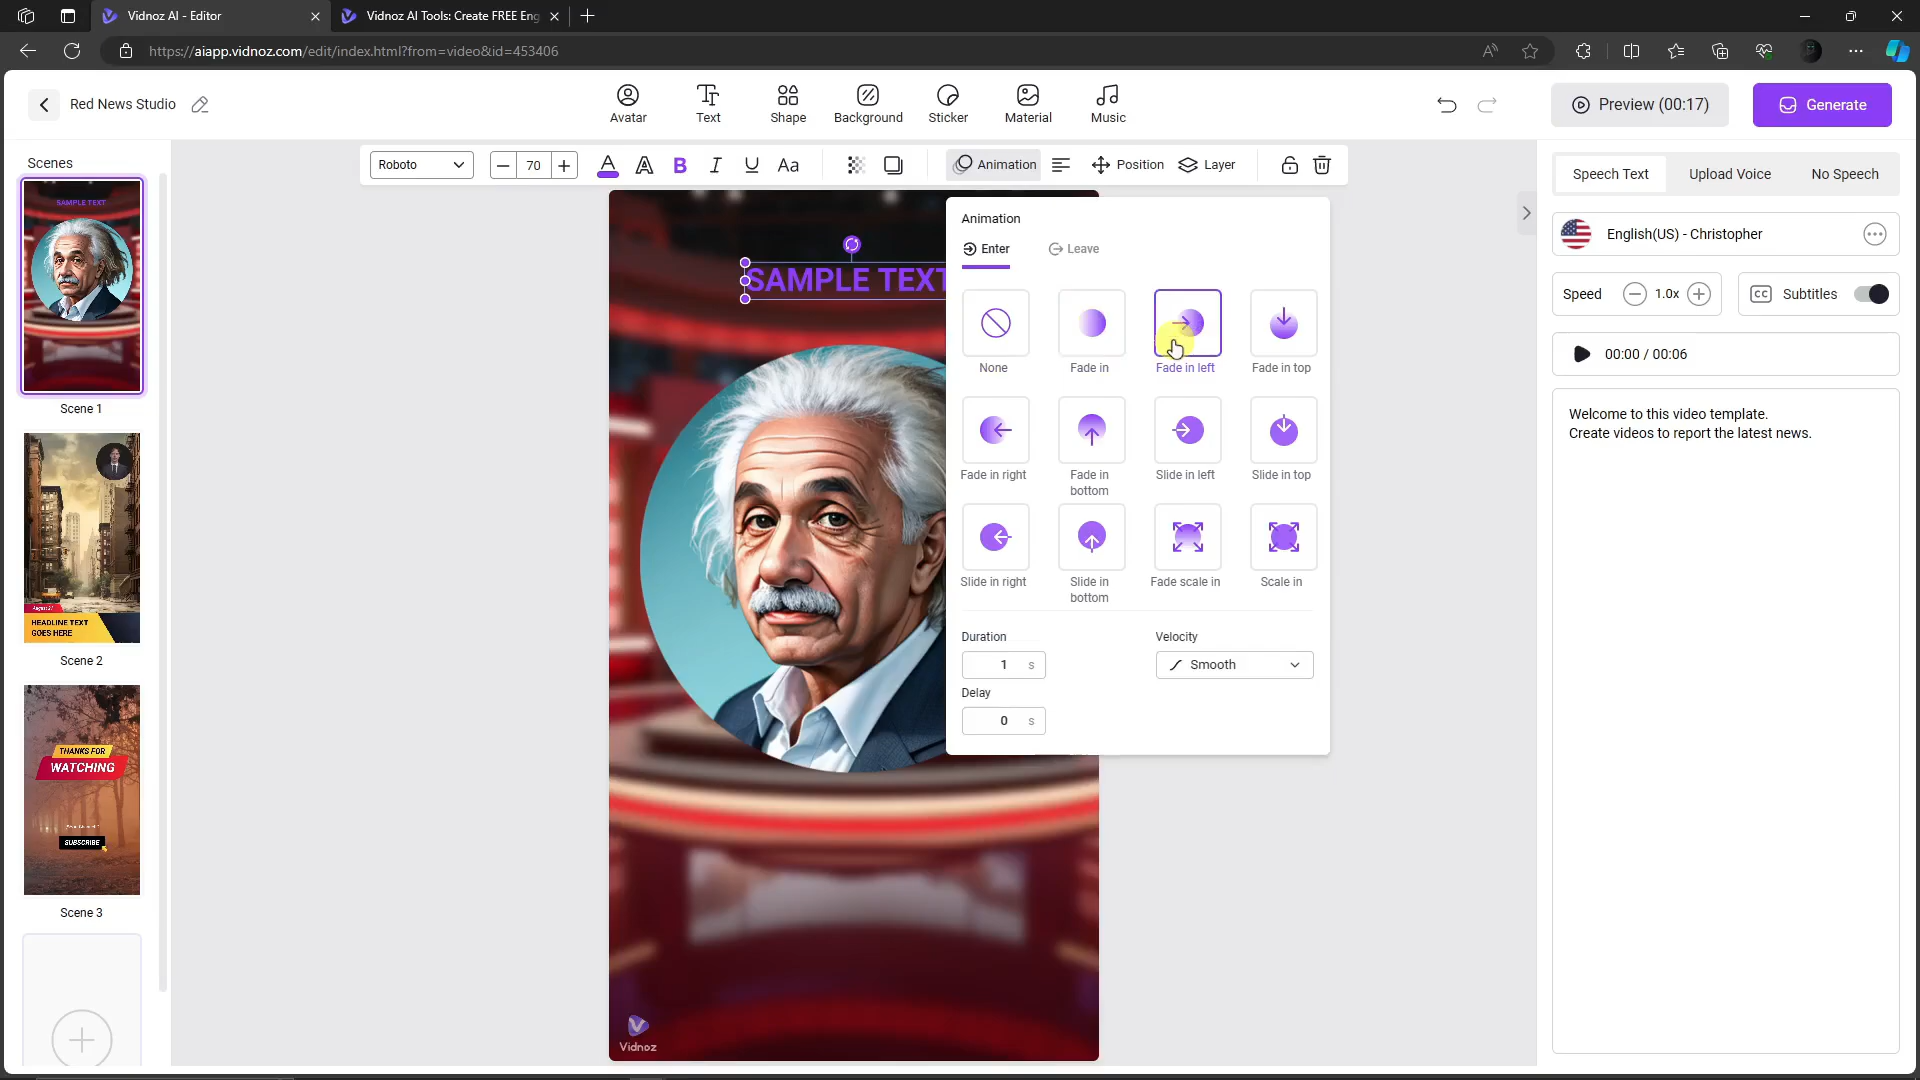 Vidnoz AI - Editor
Vidnoz AI Tools: Create FREE Eng
https://aiapp.vidnoz.com/edit/index.html?from=video&id=453406
Red News Studio
Avatar
Text
Shape
Background
Sticker
Material
Music
Preview (00:17)
Generate
Scenes
Roboto
70
B
I
U
Aa
Animation
Position
Layer
Speech Text
Upload Voice
No Speech
SAMPLE TEXT
Scene 1
HEADLINE TEXT
GOES HERE
Scene 2
THANKS FOR
WATCHING
SUBSCRIBE
Scene 3
SAMPLE TEXT
Vidnoz
Animation
Enter
Leave
None
Fade in
Fade in left
Fade in top
Fade in right
Fade in
bottom
Slide in left
Slide in top
Slide in right
Slide in
bottom
Fade scale in
Scale in
Duration
Velocity
1 s
Smooth
Delay
0 s
English(US) - Christopher
Speed
1.0x
CC
Subtitles
00:00 / 00:06
Welcome to this video template.
Create videos to report the latest news.